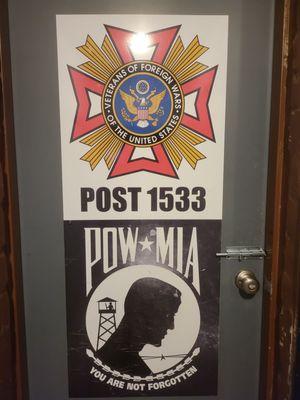 VETERANS OF FOREIGN WARS
OF THE UNITED STATES
POST 1533
POW★MIA
YOU ARE NOT FORGOTTEN